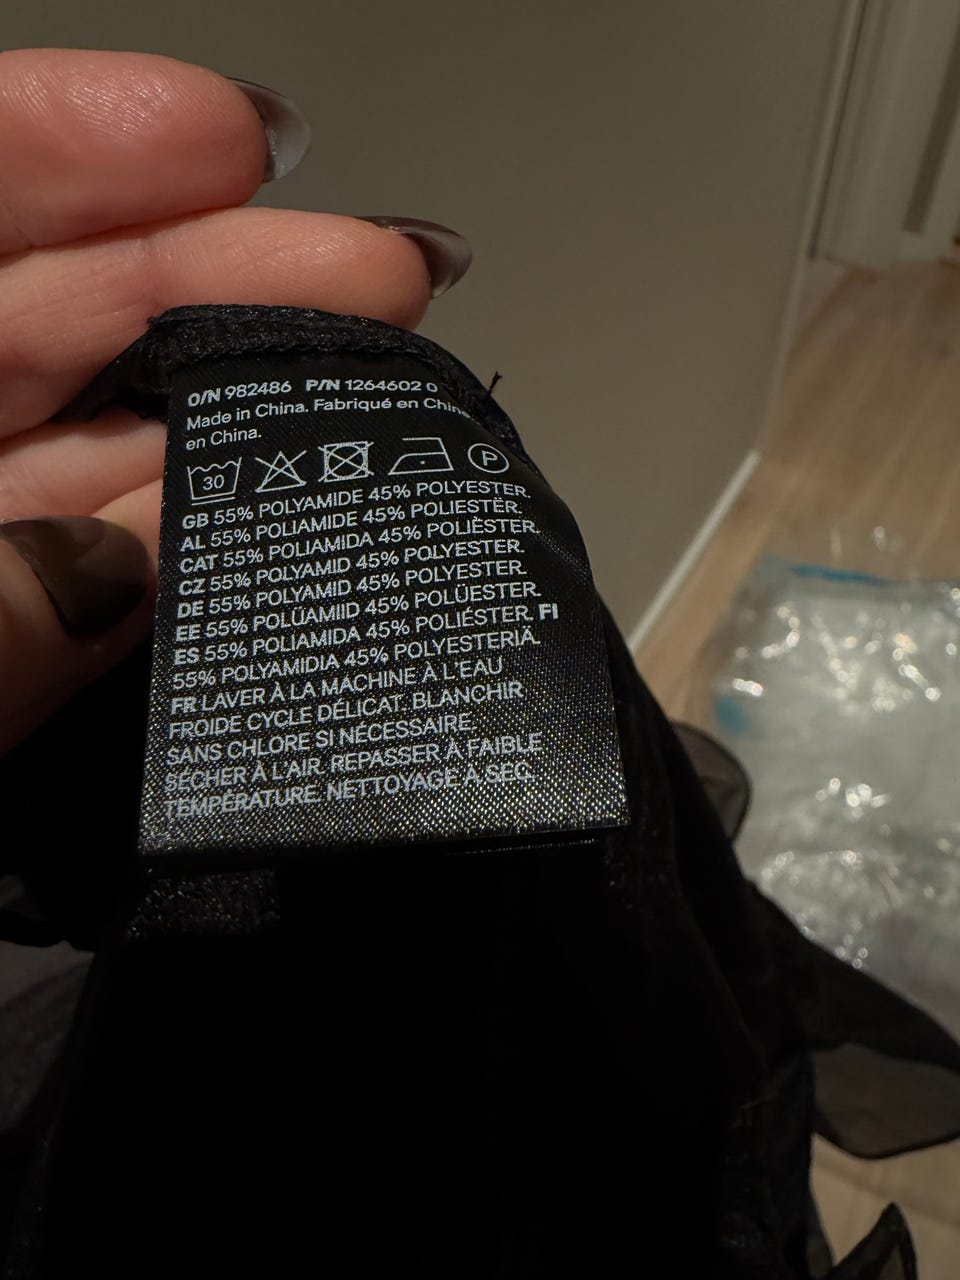 O/N 982486 P/N 1264602 0
Made in China. Fabriqué en Chine.
en China.
30 P
GB 55% POLYAMIDE 45% POLYESTER.
AL 55% POLIAMIDE 45% POLIESTËR.
CAT 55% POLIAMIDA 45% POLIÈSTER.
CZ 55% POLYAMID 45% POLYESTER.
DE 55% POLYAMID 45% POLYESTER.
EE 55% POLÜAMIID 45% POLÜESTER.
ES 55% POLIAMIDA 45% POLIÉSTER. FI
55% POLYAMIDIA 45% POLYESTERIÄ.
FR LAVER À LA MACHINE À L'EAU
FROIDE CYCLE DÉLICAT. BLANCHIR
SANS CHLORE SI NÉCESSAIRE.
SÉCHER À L'AIR. REPASSER À FAIBLE
TEMPÉRATURE. NETTOYAGE À SEC.